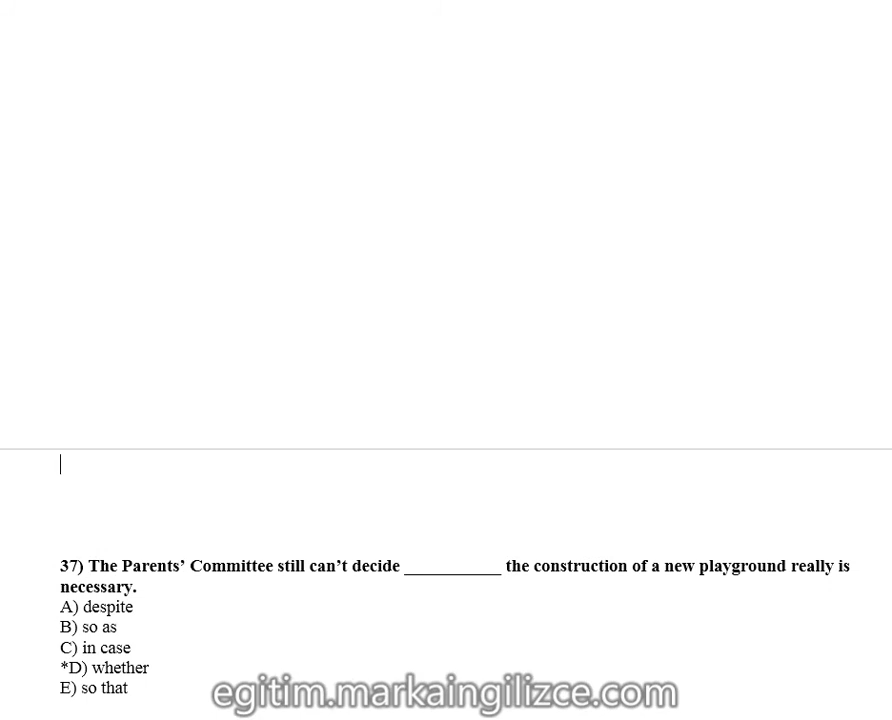 37) The Parents’ Committee still can’t decide ___________ the construction of a new playground really is
necessary.
A) despite
B) so as
C) in case
*D) whether
E) so that
egitim.markaingilizce.com